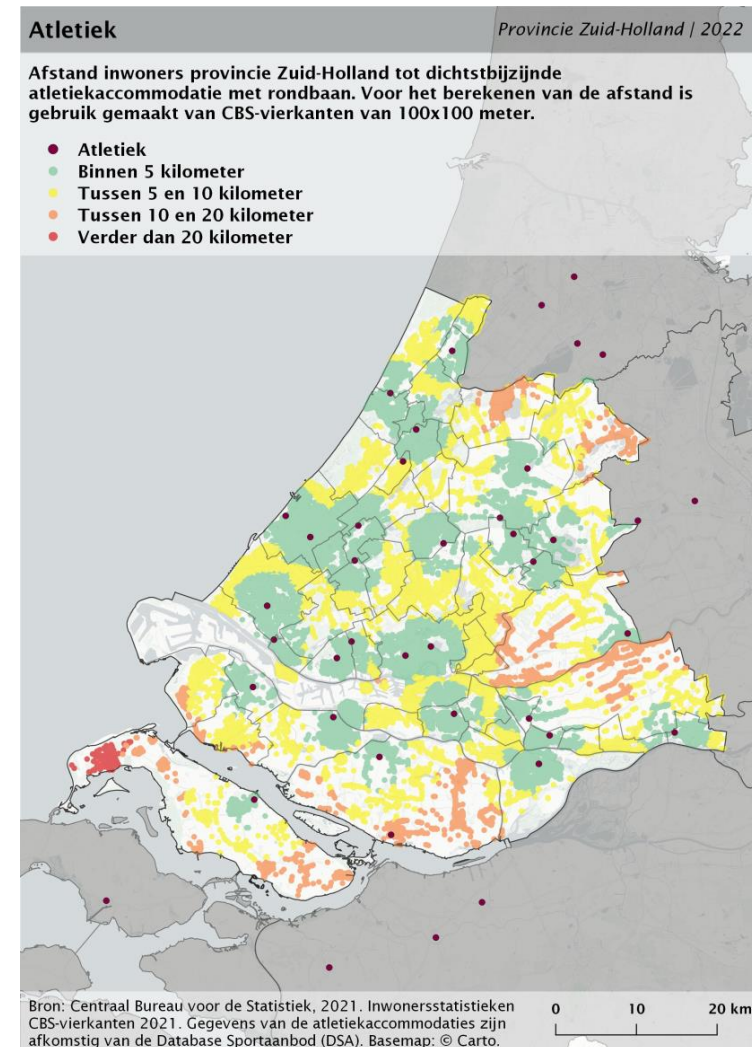 Atletiek
Provincie Zuid-Holland | 2022
Afstand inwoners provincie Zuid-Holland tot dichtstbijzijnde
atletiekaccommodatie met rondbaan. Voor het berekenen van de afstand is
gebruik gemaakt van CBS-vierkanten van 100x100 meter.
Atletiek
Binnen 5 kilometer
Tussen 5 en 10 kilometer
Tussen 10 en 20 kilometer
Verder dan 20 kilometer
Bron: Centraal Bureau voor de Statistiek, 2021. Inwonersstatistieken
CBS-vierkanten 2021. Gegevens van de atletiekaccommodaties zijn
afkomstig van de Database Sportaanbod (DSA). Basemap: © Carto.
0 10 20 km